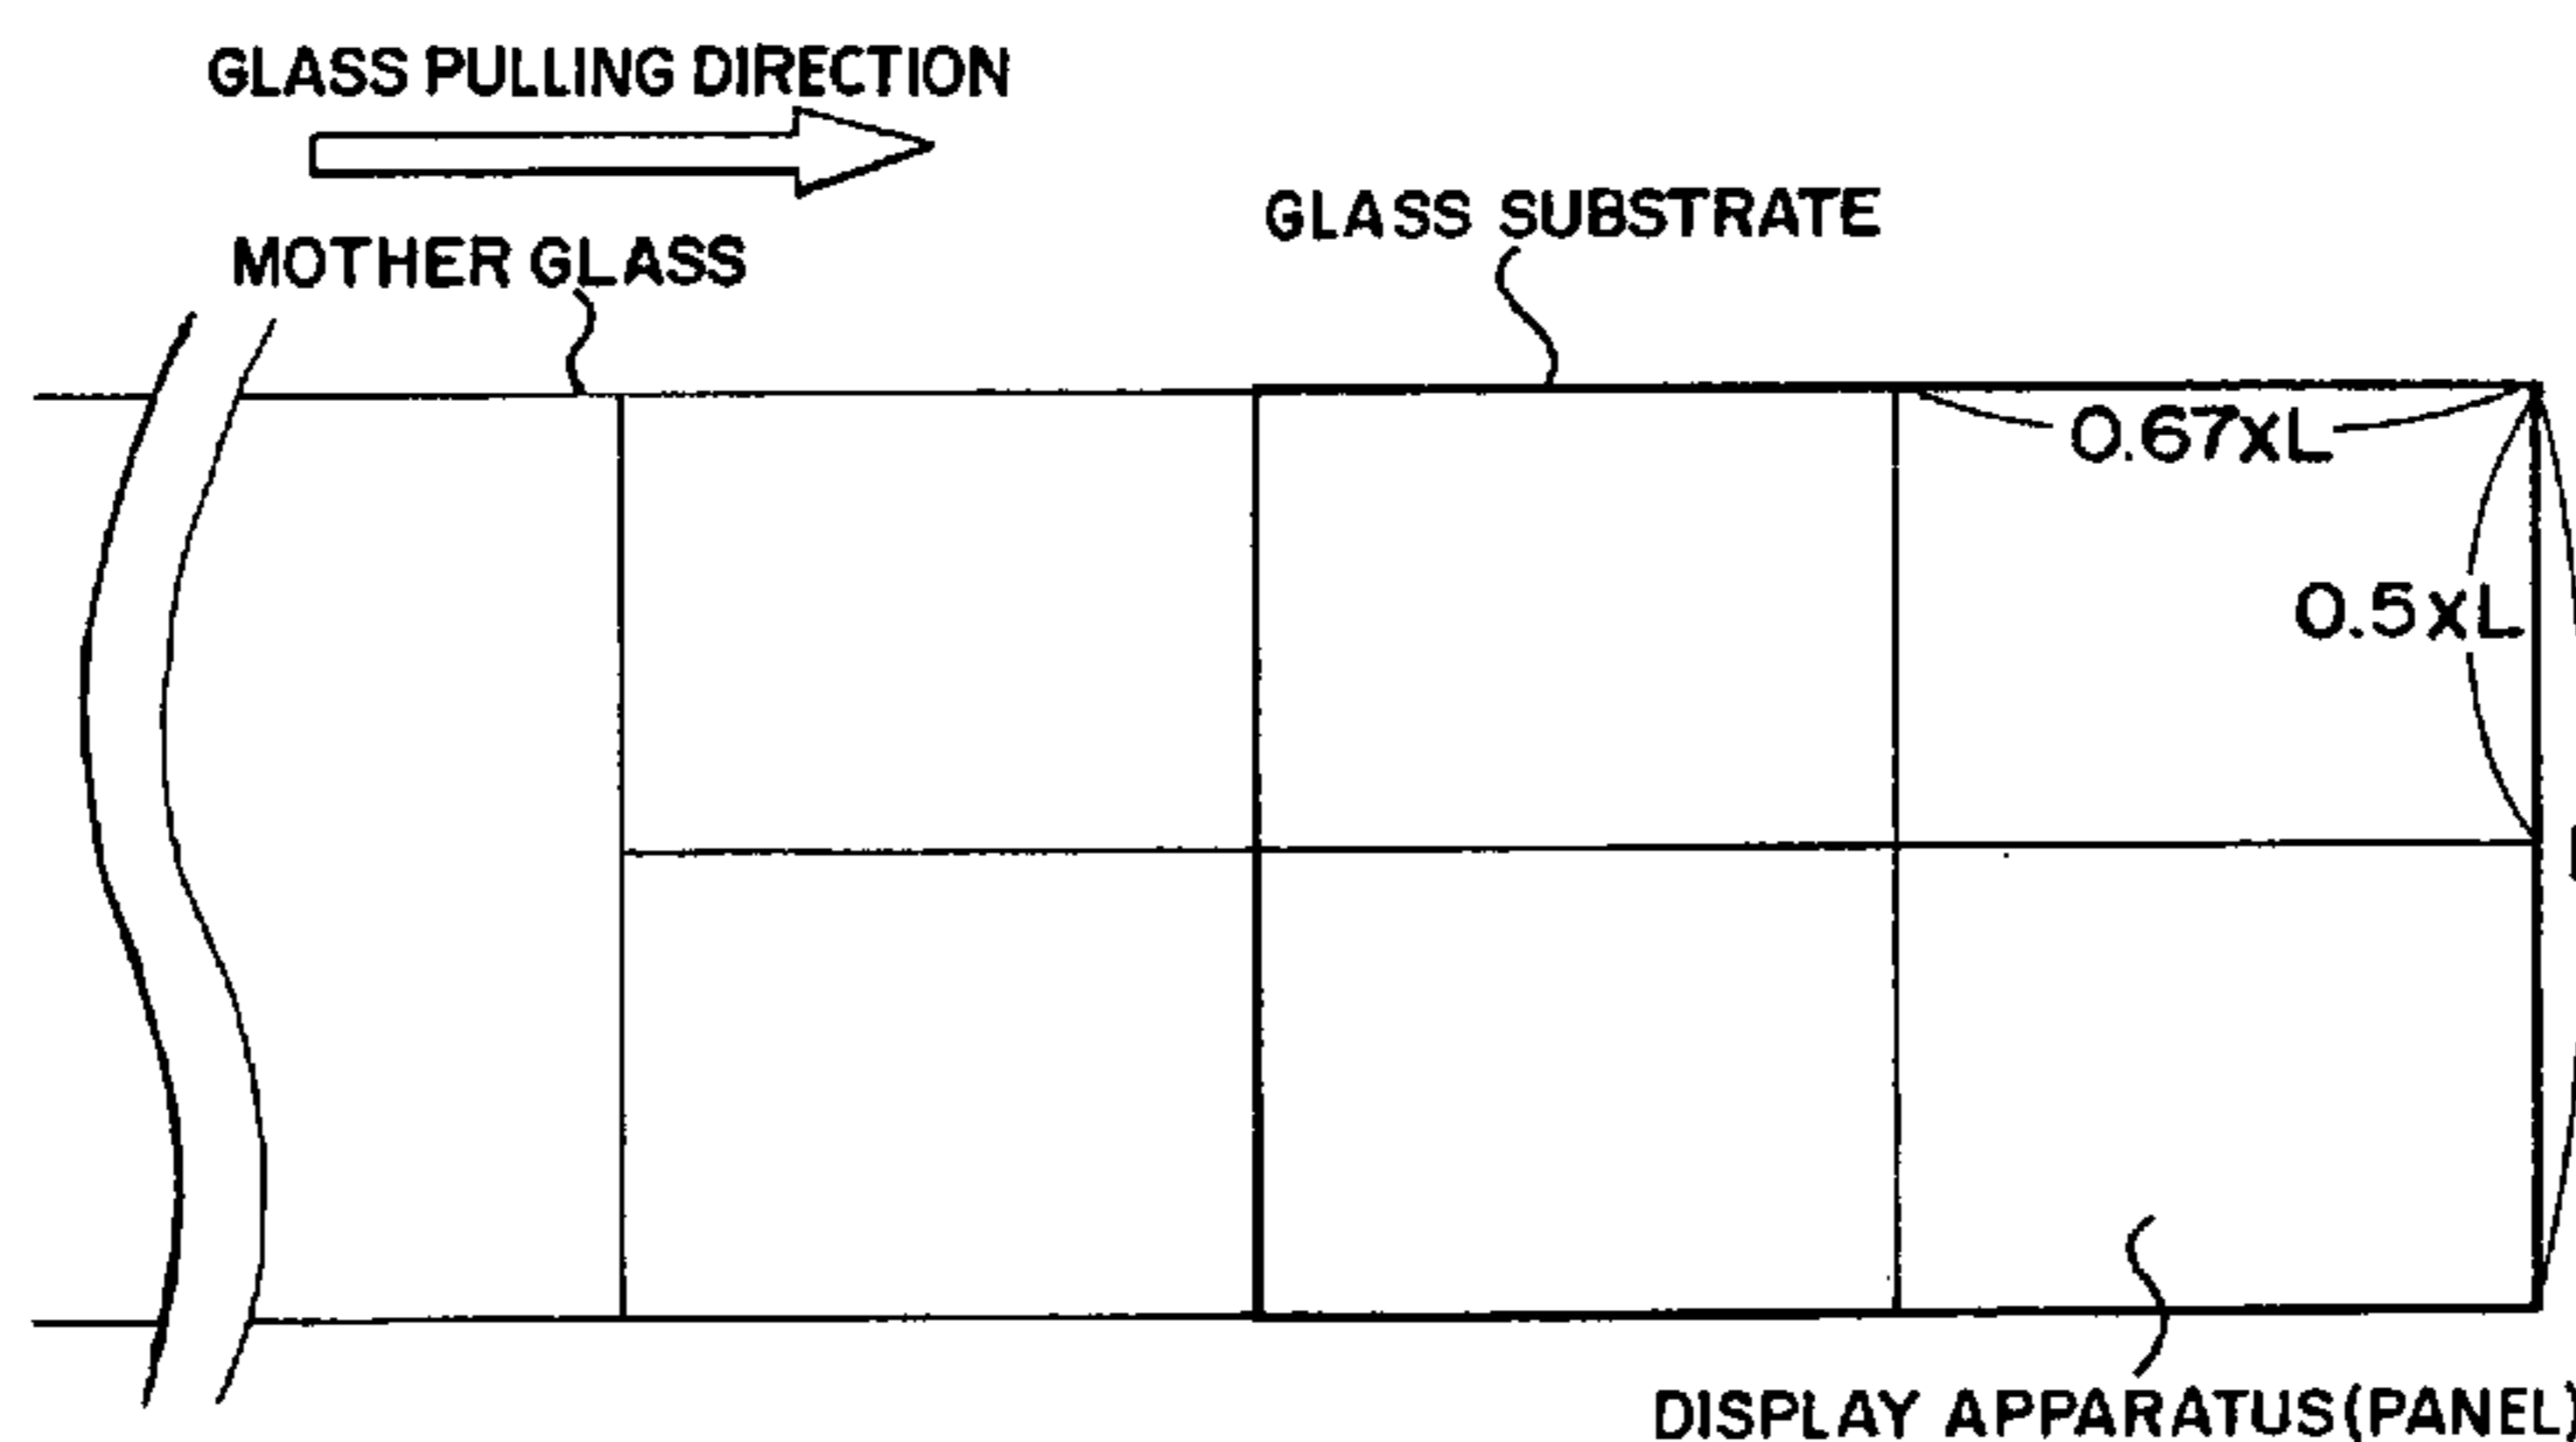 GLASS PULLING DIRECTION
GLASS SUBSTRATE
MOTHER GLASS
0.67xL
0.5xL
DISPLAY APPARATUS(PANEL)